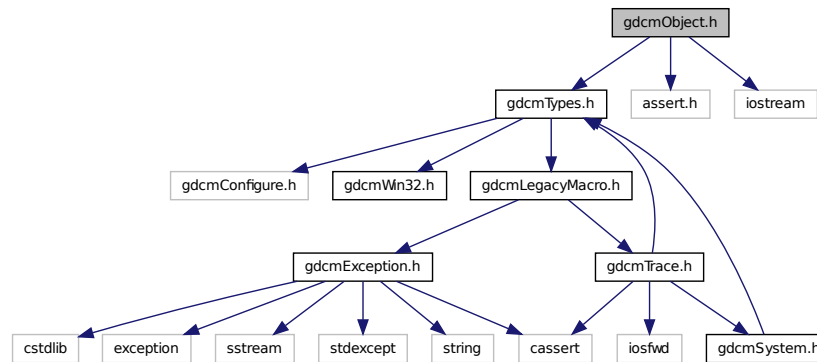 gdcmObject.h
gdcmTypes.h
assert.h
iostream
gdcmConfigure.h
gdcmWin32.h
gdcmLegacyMacro.h
gdcmException.h
gdcmTrace.h
cstdlib
exception
sstream
stdexcept
string
cassert
iosfwd
gdcmSystem.h